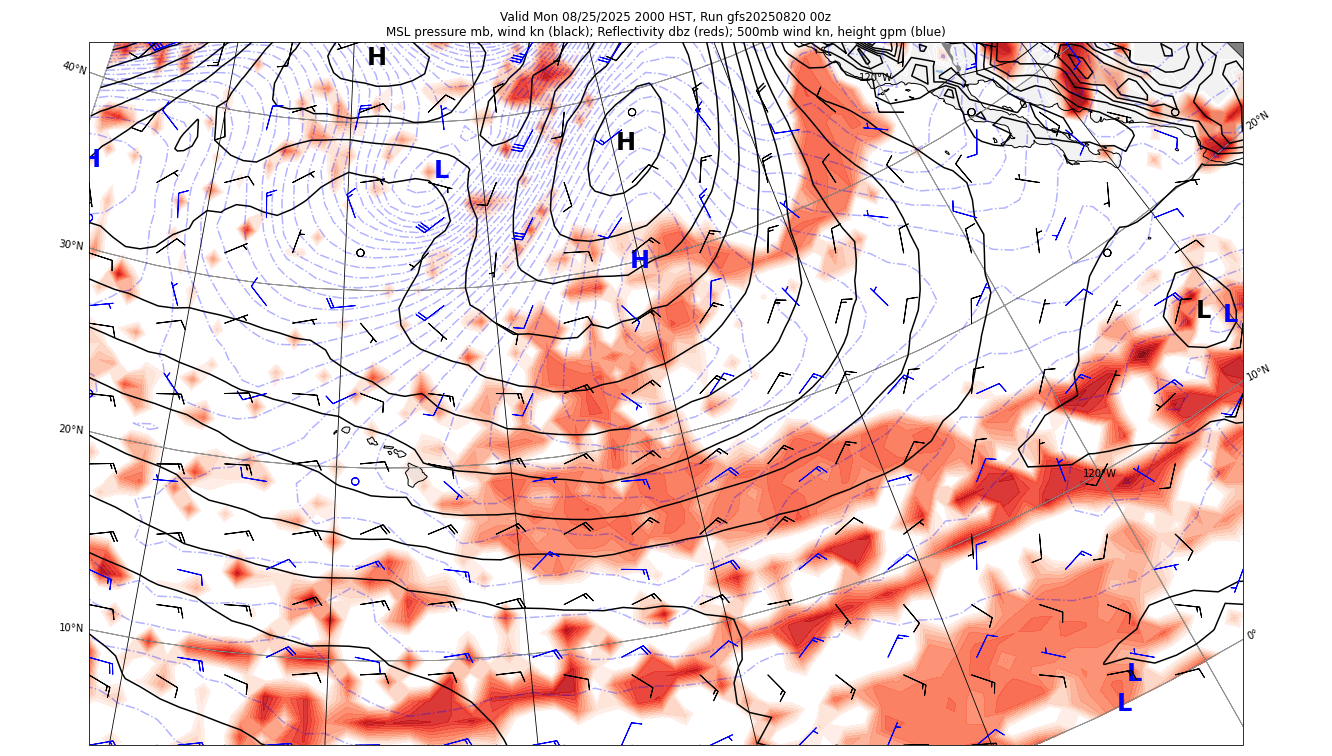 Valid Mon 08/25/2025 2000 HST, Run gfs20250820 00z
MSL pressure mb, wind kn (black); Reflectivity dbz (reds); 500mb wind kn, height gpm (blue)
H
40°N
120°W
20°N
H
H
L
30°N
H
L
L
10°N
20°N
120°W
10°N
0°
L
L